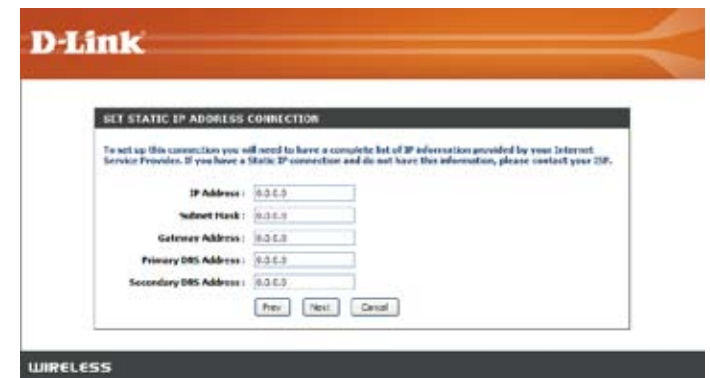 D-Link
SET STATIC IP ADDRESS CONNECTION
To set up this connection you will need to have a complete list of IP information provided by your Internet
Service Provider. If you have a Static IP connection and do not have this information, please contact your ISP.
IP Address : 0.0.0.0
Subnet Mask : 0.0.0.0
Gateway Address : 0.0.0.0
Primary DNS Address : 0.0.0.0
Secondary DNS Address : 0.0.0.0
Prev Next Cancel
WIRELESS